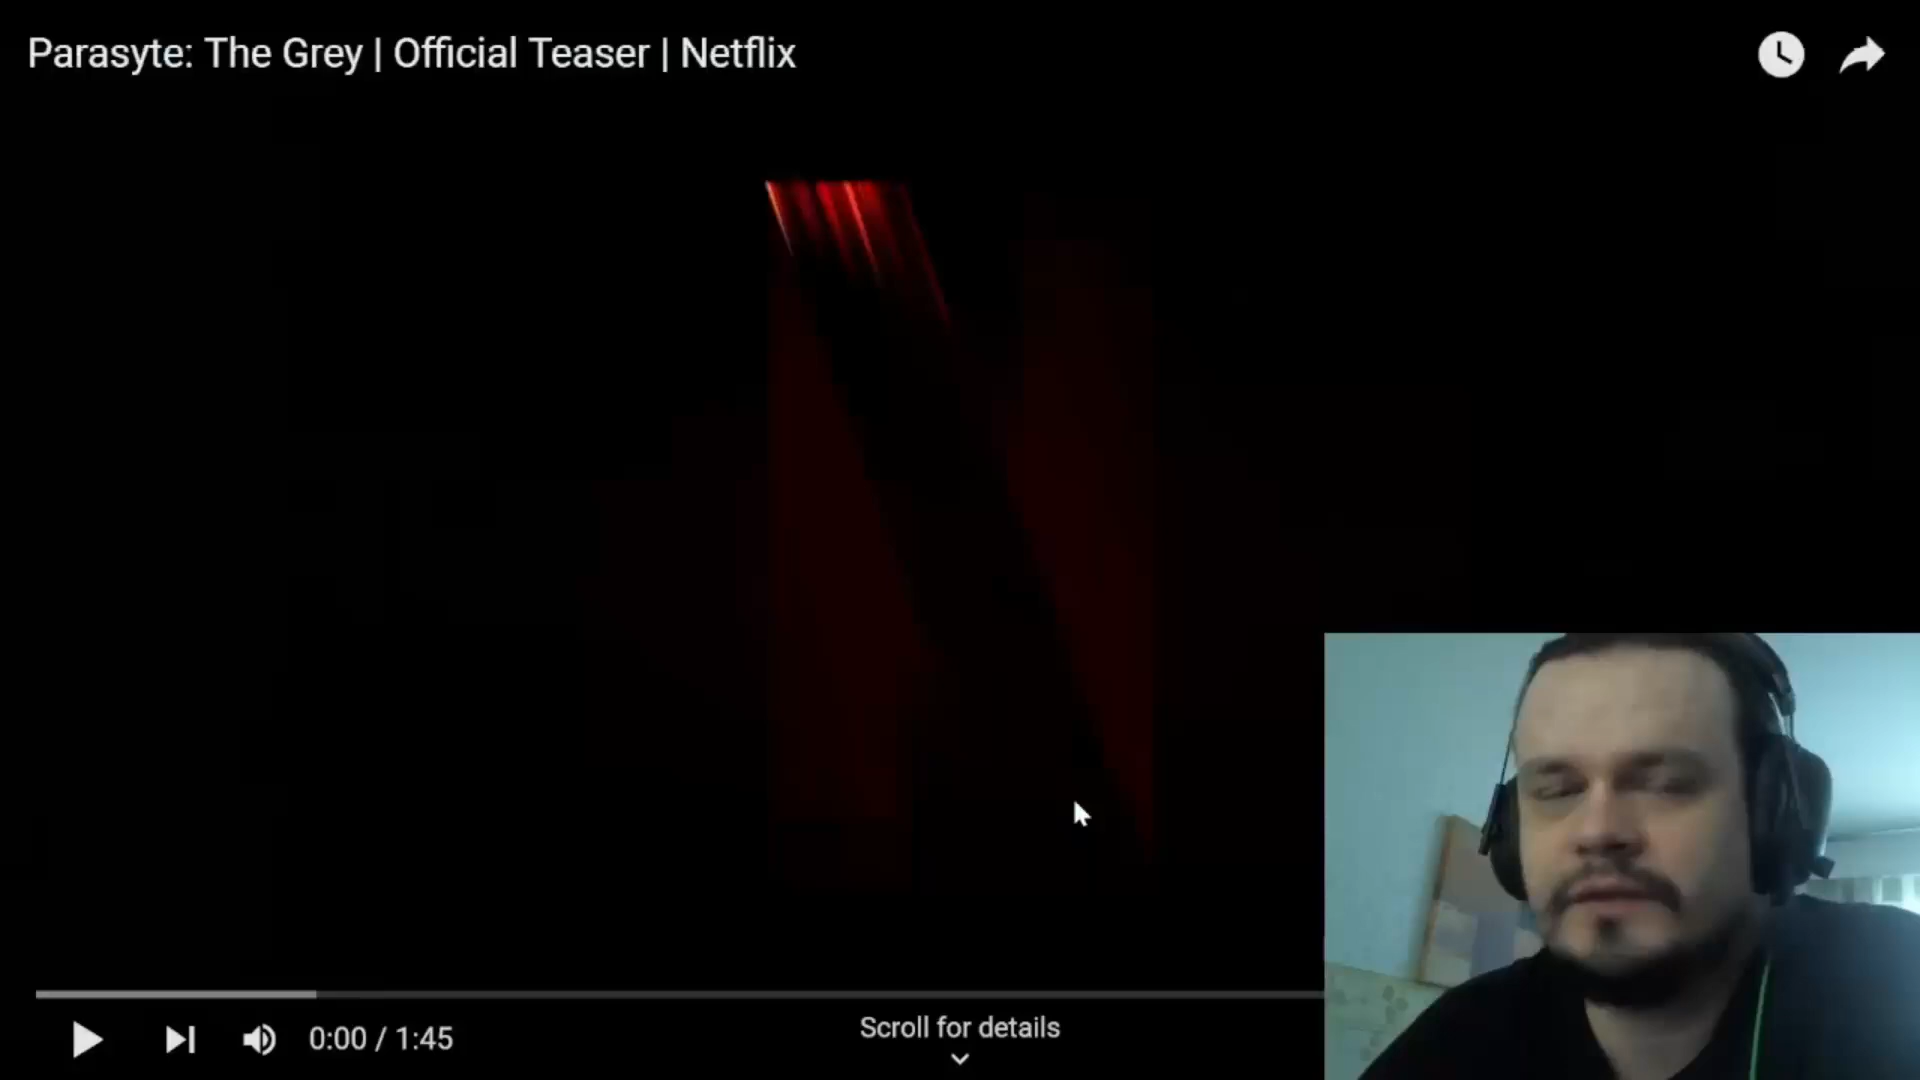 Parasyte: The Grey | Official Teaser | Netflix
0:00 / 1:45
Scroll for details